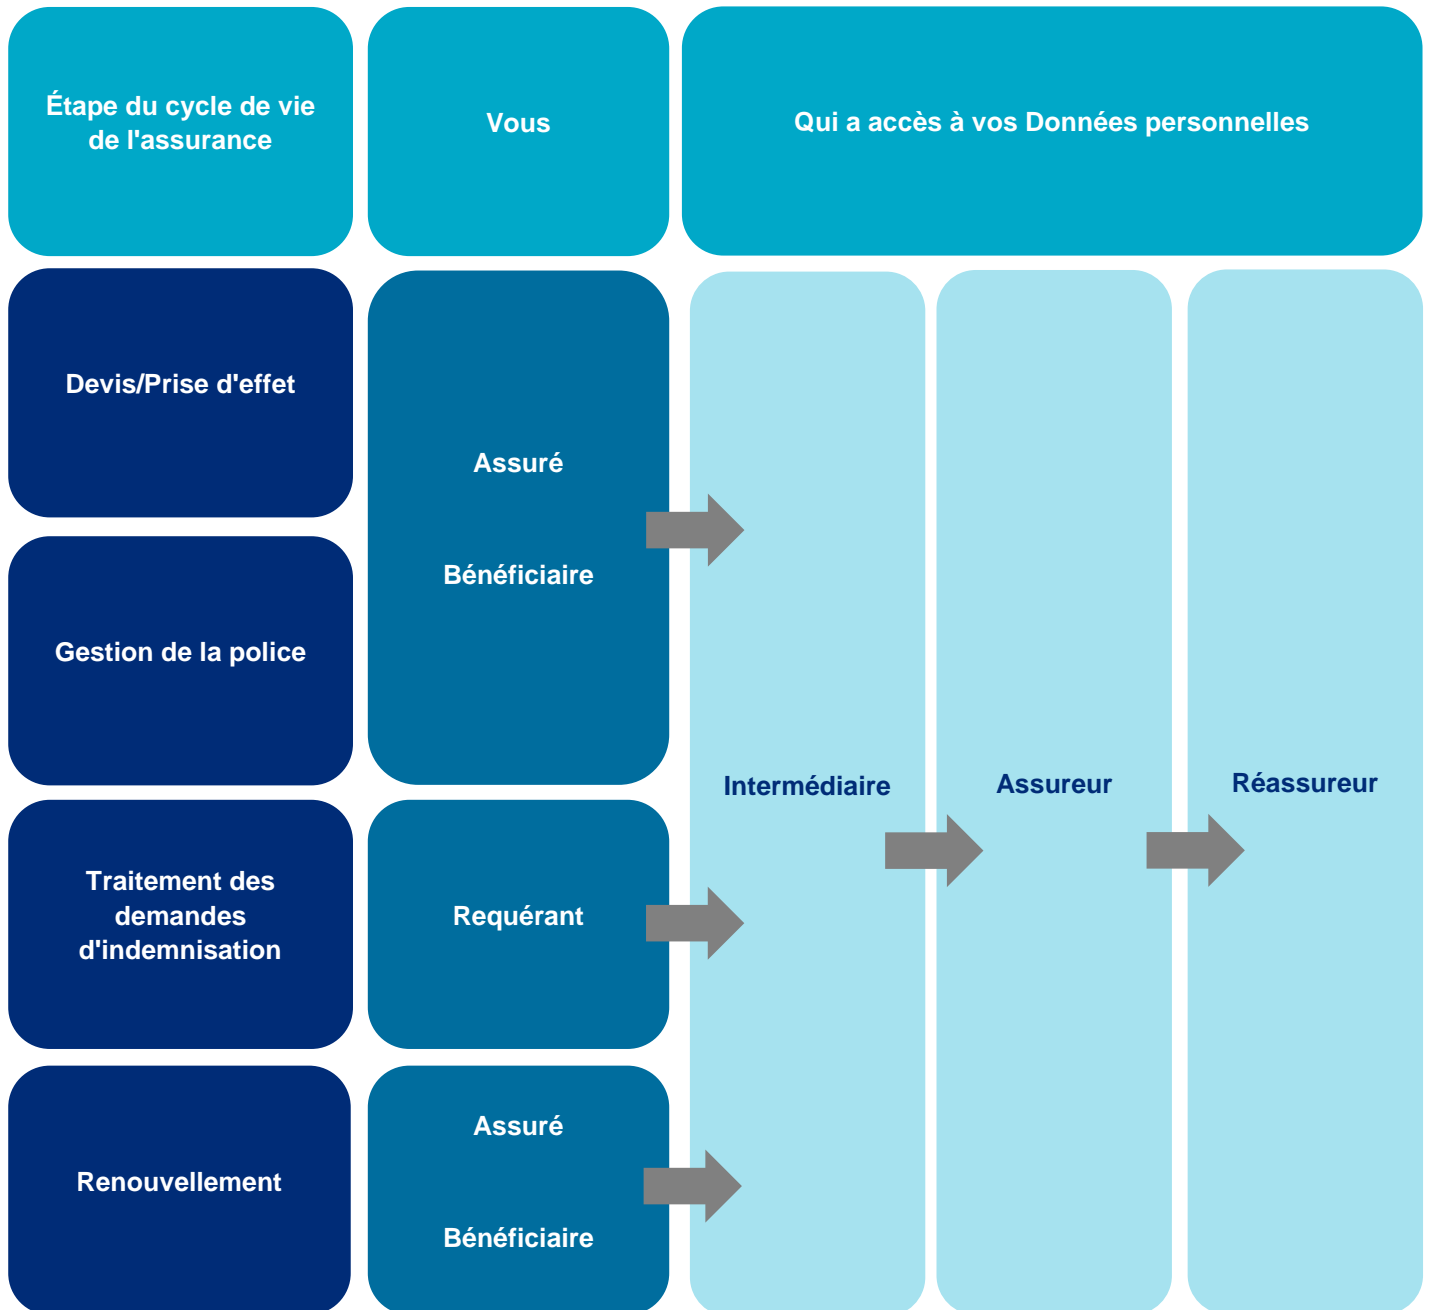 Étape du cycle de vie
de l'assurance
Vous
Qui a accès à vos Données personnelles
Devis/Prise d'effet
Assuré
Bénéficiaire
Gestion de la police
Intermédiaire
Assureur
Réassureur
Traitement des
demandes
d'indemnisation
Requérant
Renouvellement
Assuré
Bénéficiaire